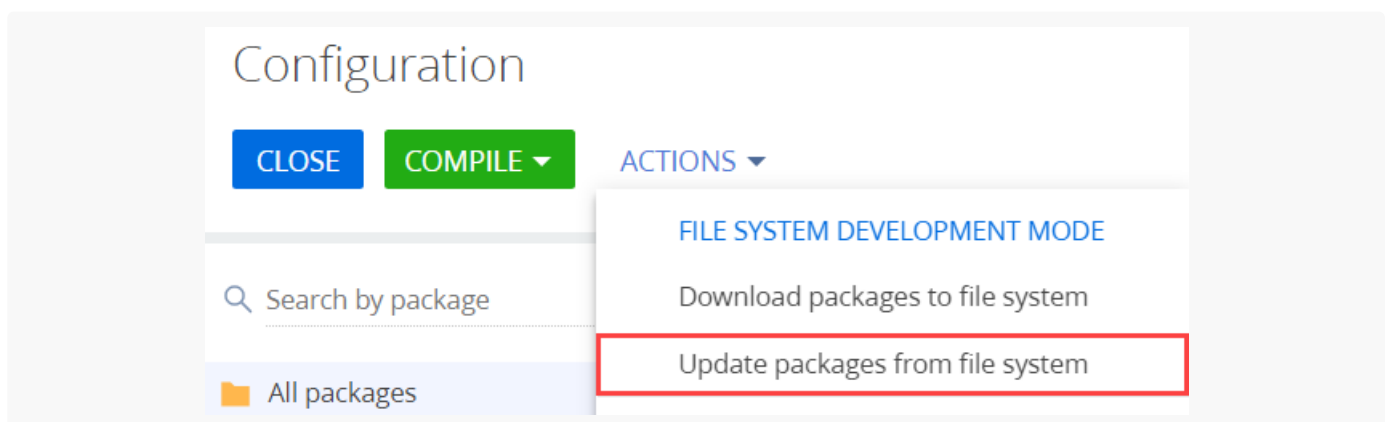 Configuration
CLOSE
COMPILE
ACTIONS
FILE SYSTEM DEVELOPMENT MODE
Search by package
Download packages to file system
Update packages from file system
All packages